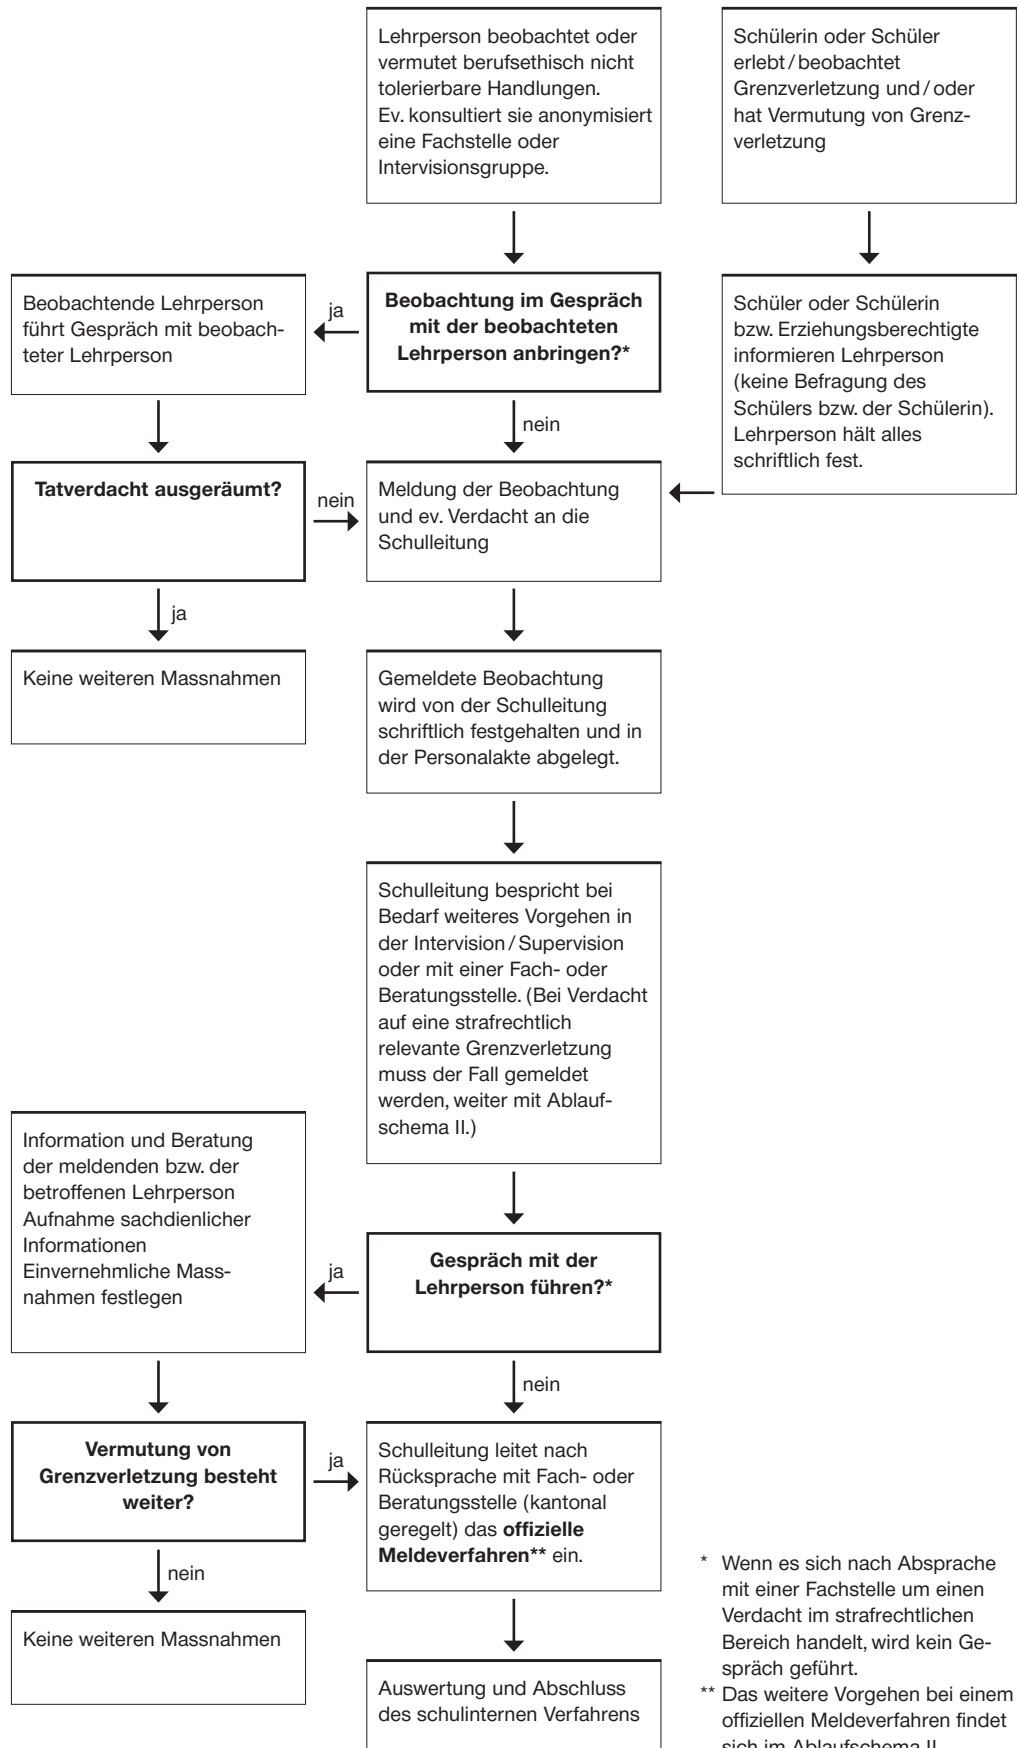 Lehrperson beobachtet oder
vermutet berufsethisch nicht
tolerierbare Handlungen.
Ev. konsultiert sie anonymisiert
eine Fachstelle oder
Intervisionsgruppe.
Schülerin oder Schüler
erlebt / beobachtet
Grenzverletzung und / oder
hat Vermutung von Grenz-
verletzung
Beobachtende Lehrperson
führt Gespräch mit beobach-
teter Lehrperson
ja
Beobachtung im Gespräch
mit der beobachteten
Lehrperson anbringen?*
Schüler oder Schülerin
bzw. Erziehungsberechtigte
informieren Lehrperson
(keine Befragung des
Schülers bzw. der Schülerin).
Lehrperson hält alles
schriftlich fest.
nein
Tatverdacht ausgeräumt?
nein
Meldung der Beobachtung
und ev. Verdacht an die
Schulleitung
ja
Keine weiteren Massnahmen
Gemeldete Beobachtung
wird von der Schulleitung
schriftlich festgehalten und in
der Personalakte abgelegt.
Schulleitung bespricht bei
Bedarf weiteres Vorgehen in
der Intervision / Supervision
oder mit einer Fach- oder
Beratungsstelle. (Bei Verdacht
auf eine strafrechtlich
relevante Grenzverletzung
muss der Fall gemeldet
werden, weiter mit Ablauf-
schema II.)
Information und Beratung
der meldenden bzw. der
betroffenen Lehrperson
Aufnahme sachdienlicher
Informationen
Einvernehmliche Mass-
nahmen festlegen
ja
Gespräch mit der
Lehrperson führen?*
nein
Vermutung von
Grenzverletzung besteht
weiter?
ja
Schulleitung leitet nach
Rücksprache mit Fach- oder
Beratungsstelle (kantonal
geregelt) das offizielle
Meldeverfahren** ein.
nein
Keine weiteren Massnahmen
Auswertung und Abschluss
des schulinternen Verfahrens
* Wenn es sich nach Absprache
mit einer Fachstelle um einen
Verdacht im strafrechtlichen
Bereich handelt, wird kein Ge-
spräch geführt.
** Das weitere Vorgehen bei einem
offiziellen Meldeverfahren findet
sich im Ablaufschema II